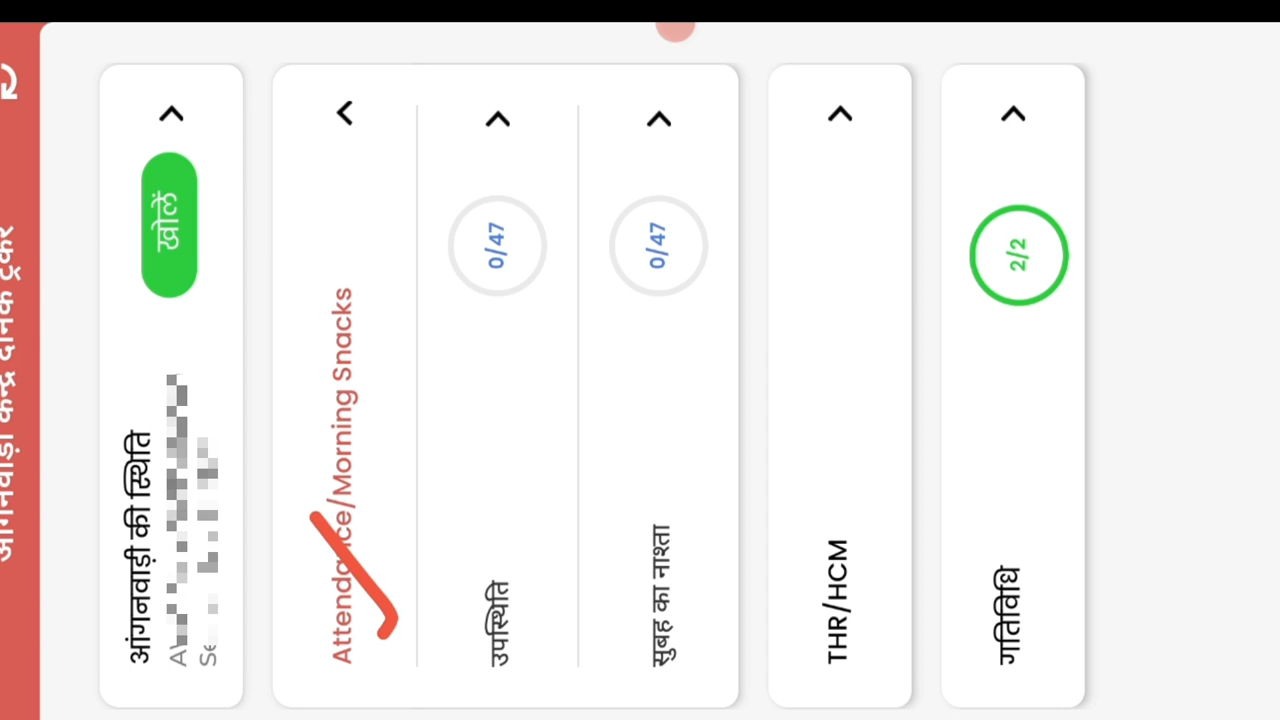 आंगनवाड़ी केन्द्र दैनिक ट्रैकर
आंगनवाड़ी की स्थिति
खोलें
Attendance/Morning Snacks
उपस्थिति
0/47
सुबह का नाश्ता
0/47
THR/HCM
गतिविधि
2/2